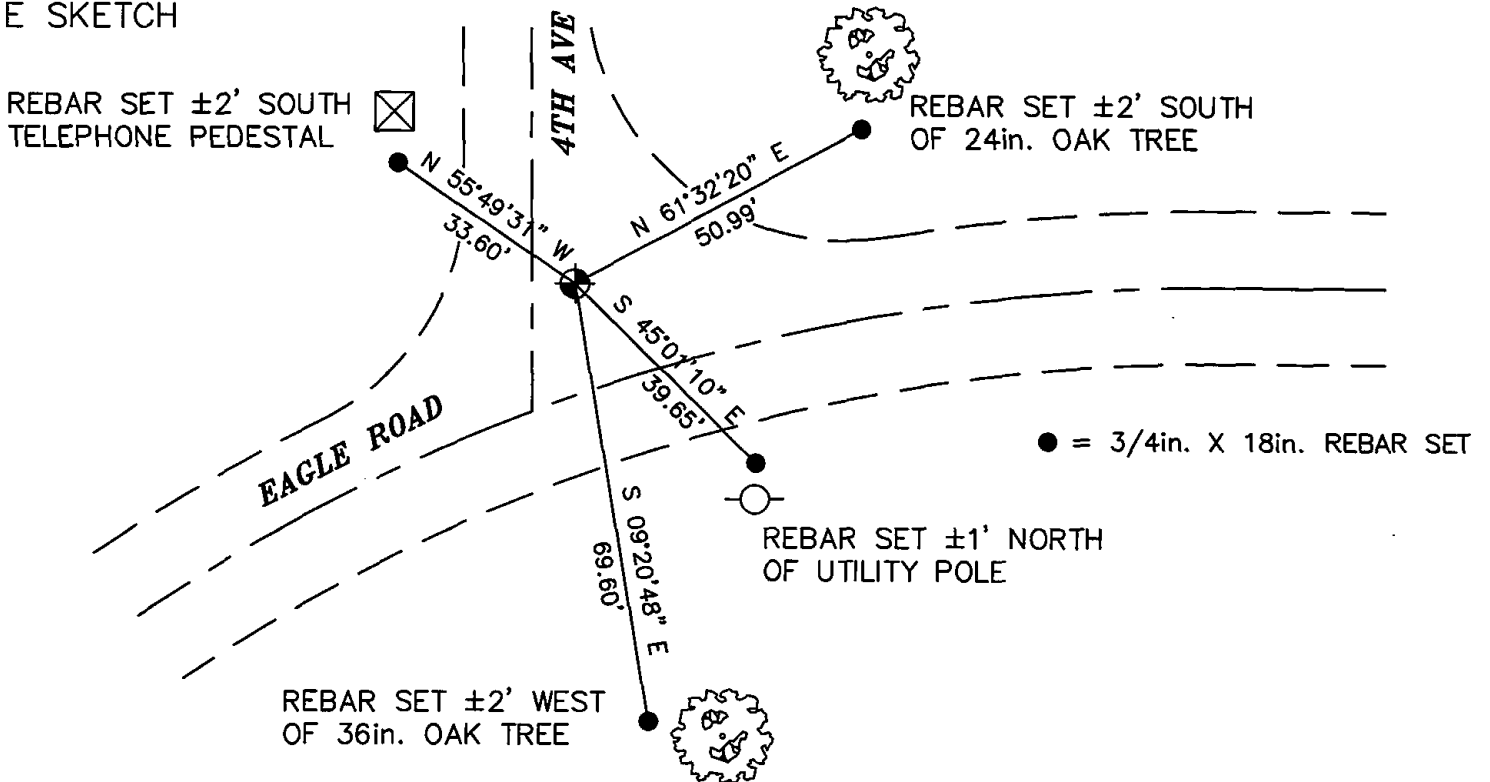 E SKETCH
4TH AVE
REBAR SET ±2' SOUTH
TELEPHONE PEDESTAL
REBAR SET ±2' SOUTH
OF 24in. OAK TREE
N 55°49'31" W
33.60'
N 61°32'20" E
50.99'
S 45°01'10" E
39.65'
EAGLE ROAD
● = 3/4in. X 18in. REBAR SET
S 09°20'48" E
69.60'
REBAR SET ±1' NORTH
OF UTILITY POLE
REBAR SET ±2' WEST
OF 36in. OAK TREE